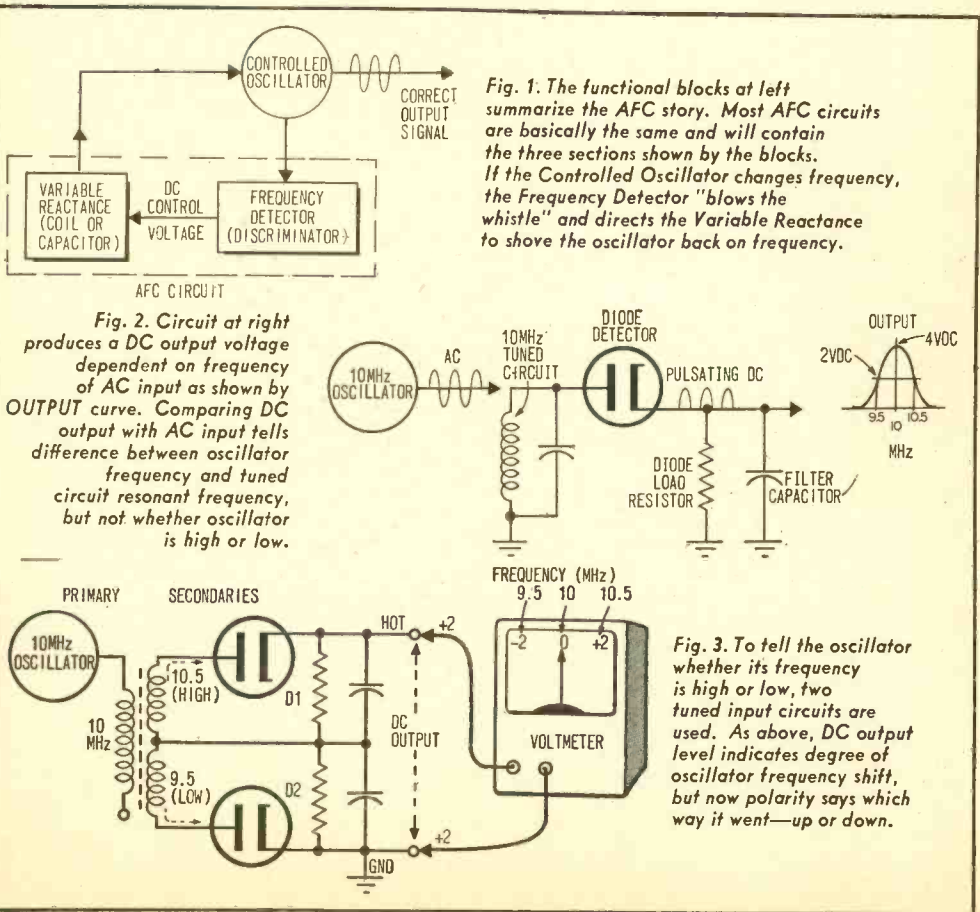 CONTROLLED
OSCILLATOR
CORRECT
OUTPUT
SIGNAL
VARIABLE
REACTANCE
(COIL OR
CAPACITOR)
DC
CONTROL
VOLTAGE
FREQUENCY
DETECTOR
(DISCRIMINATOR)
AFC CIRCUIT
Fig. 1. The functional blocks at left
summarize the AFC story. Most AFC circuits
are basically the same and will contain
the three sections shown by the blocks.
If the Controlled Oscillator changes frequency,
the Frequency Detector "blows the
whistle" and directs the Variable Reactance
to shove the oscillator back on frequency.
Fig. 2. Circuit at right
produces a DC output voltage
dependent on frequency
of AC input as shown by
OUTPUT curve. Comparing DC
output with AC input tells
difference between oscillator
frequency and tuned
circuit resonant frequency,
but not whether oscillator
is high or low.
10MHz
OSCILLATOR
AC
10MHz
TUNED
CIRCUIT
DIODE
DETECTOR
PULSATING DC
DIODE
LOAD
RESISTOR
FILTER
CAPACITOR
OUTPUT
2VDC
4VDC
9.5
10
10.5
MHz
PRIMARY
SECONDARIES
10MHz
OSCILLATOR
10
MHz
10.5
(HIGH)
9.5
(LOW)
D1
D2
HOT
+2
DC
OUTPUT
+2
GND
FREQUENCY (MHz)
9.5 10 10.5
-2 0 +2
VOLTMETER
Fig. 3. To tell the oscillator
whether its frequency
is high or low, two
tuned input circuits are
used. As above, DC output
level indicates degree of
oscillator frequency shift,
but now polarity says which
way it went—up or down.